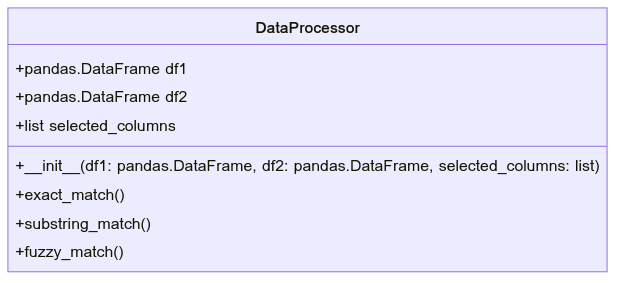 DataProcessor
+pandas.DataFrame df1
+pandas.DataFrame df2
+list selected_columns
+__init__(df1: pandas.DataFrame, df2: pandas.DataFrame, selected_columns: list)
+exact_match()
+substring_match()
+fuzzy_match()